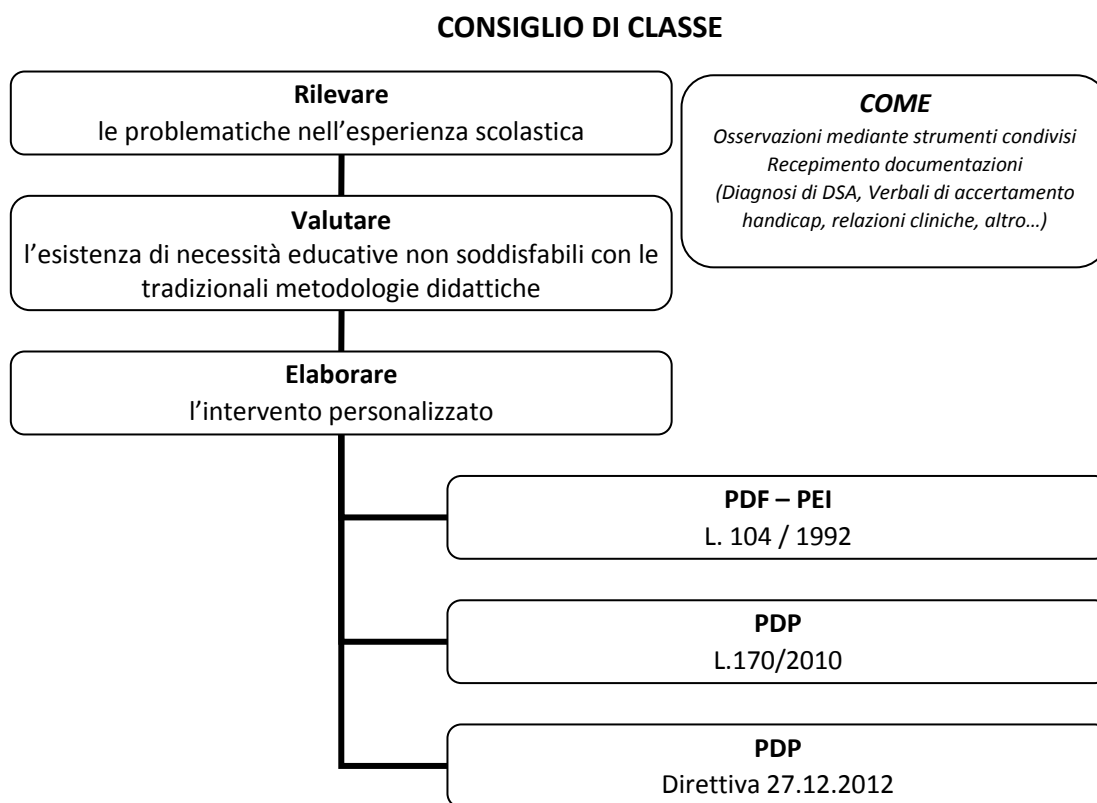 CONSIGLIO DI CLASSE
Rilevare
le problematiche nell’esperienza scolastica
COME
Osservazioni mediante strumenti condivisi
Recepimento documentazioni
(Diagnosi di DSA, Verbali di accertamento
handicap, relazioni cliniche, altro…)
Valutare
l’esistenza di necessità educative non soddisfabili con le
tradizionali metodologie didattiche
Elaborare
l’intervento personalizzato
PDF – PEI
L. 104 / 1992
PDP
L.170/2010
PDP
Direttiva 27.12.2012